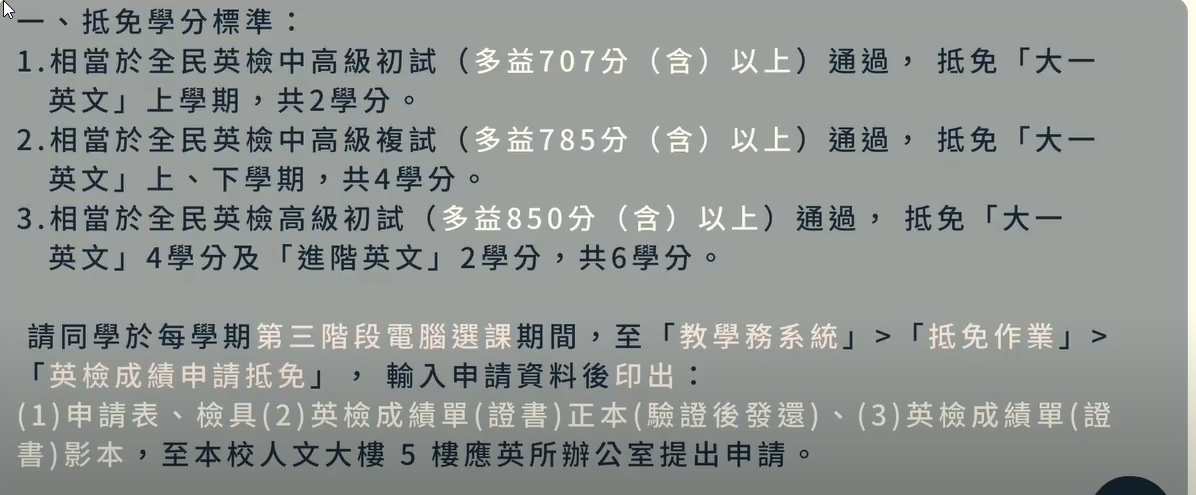 一、抵免學分標準：
1.相當於全民英檢中高級初試（多益707分（含）以上）通過， 抵免「大一
英文」上學期，共2學分。
2.相當於全民英檢中高級複試（多益785分（含）以上）通過， 抵免「大一
英文」上、下學期，共4學分。
3.相當於全民英檢高級初試（多益850分（含）以上）通過， 抵免「大一
英文」4學分及「進階英文」2學分，共6學分。
請同學於每學期第三階段電腦選課期間，至「教學務系統」>「抵免作業」>
「英檢成績申請抵免」， 輸入申請資料後印出：
(1)申請表、檢具(2)英檢成績單(證書)正本(驗證後發還)、(3)英檢成績單(證
書)影本，至本校人文大樓 5 樓應英所辦公室提出申請。